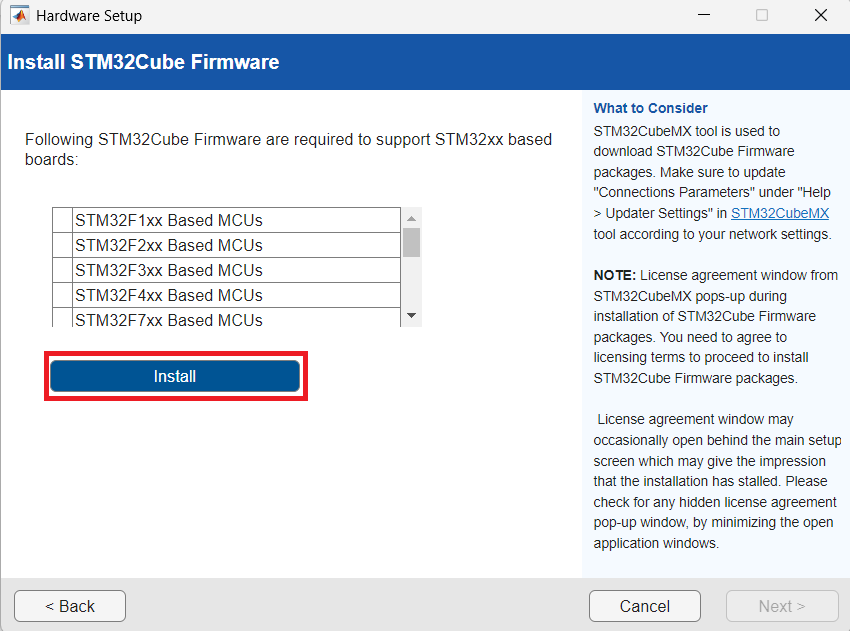 Hardware Setup
Install STM32Cube Firmware
Following STM32Cube Firmware are required to support STM32xx based
boards:
STM32F1xx Based MCUs
STM32F2xx Based MCUs
STM32F3xx Based MCUs
STM32F4xx Based MCUs
STM32F7xx Based MCUs
Install
What to Consider
STM32CubeMX tool is used to
download STM32Cube Firmware
packages. Make sure to update
"Connections Parameters" under "Help
> Updater Settings" in STM32CubeMX
tool according to your network settings.
NOTE: License agreement window from
STM32CubeMX pops-up during
installation of STM32Cube Firmware
packages. You need to agree to
licensing terms to proceed to install
STM32Cube Firmware packages.
License agreement window may
occasionally open behind the main setup
screen which may give the impression
that the installation has stalled. Please
check for any hidden license agreement
pop-up window, by minimizing the open
application windows.
< Back
Cancel
Next >